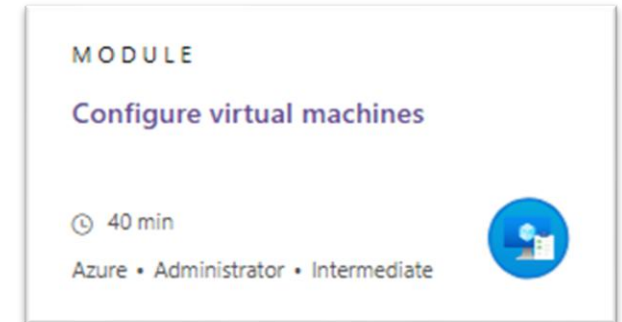 MODULE
Configure virtual machines
40 min
Azure • Administrator • Intermediate